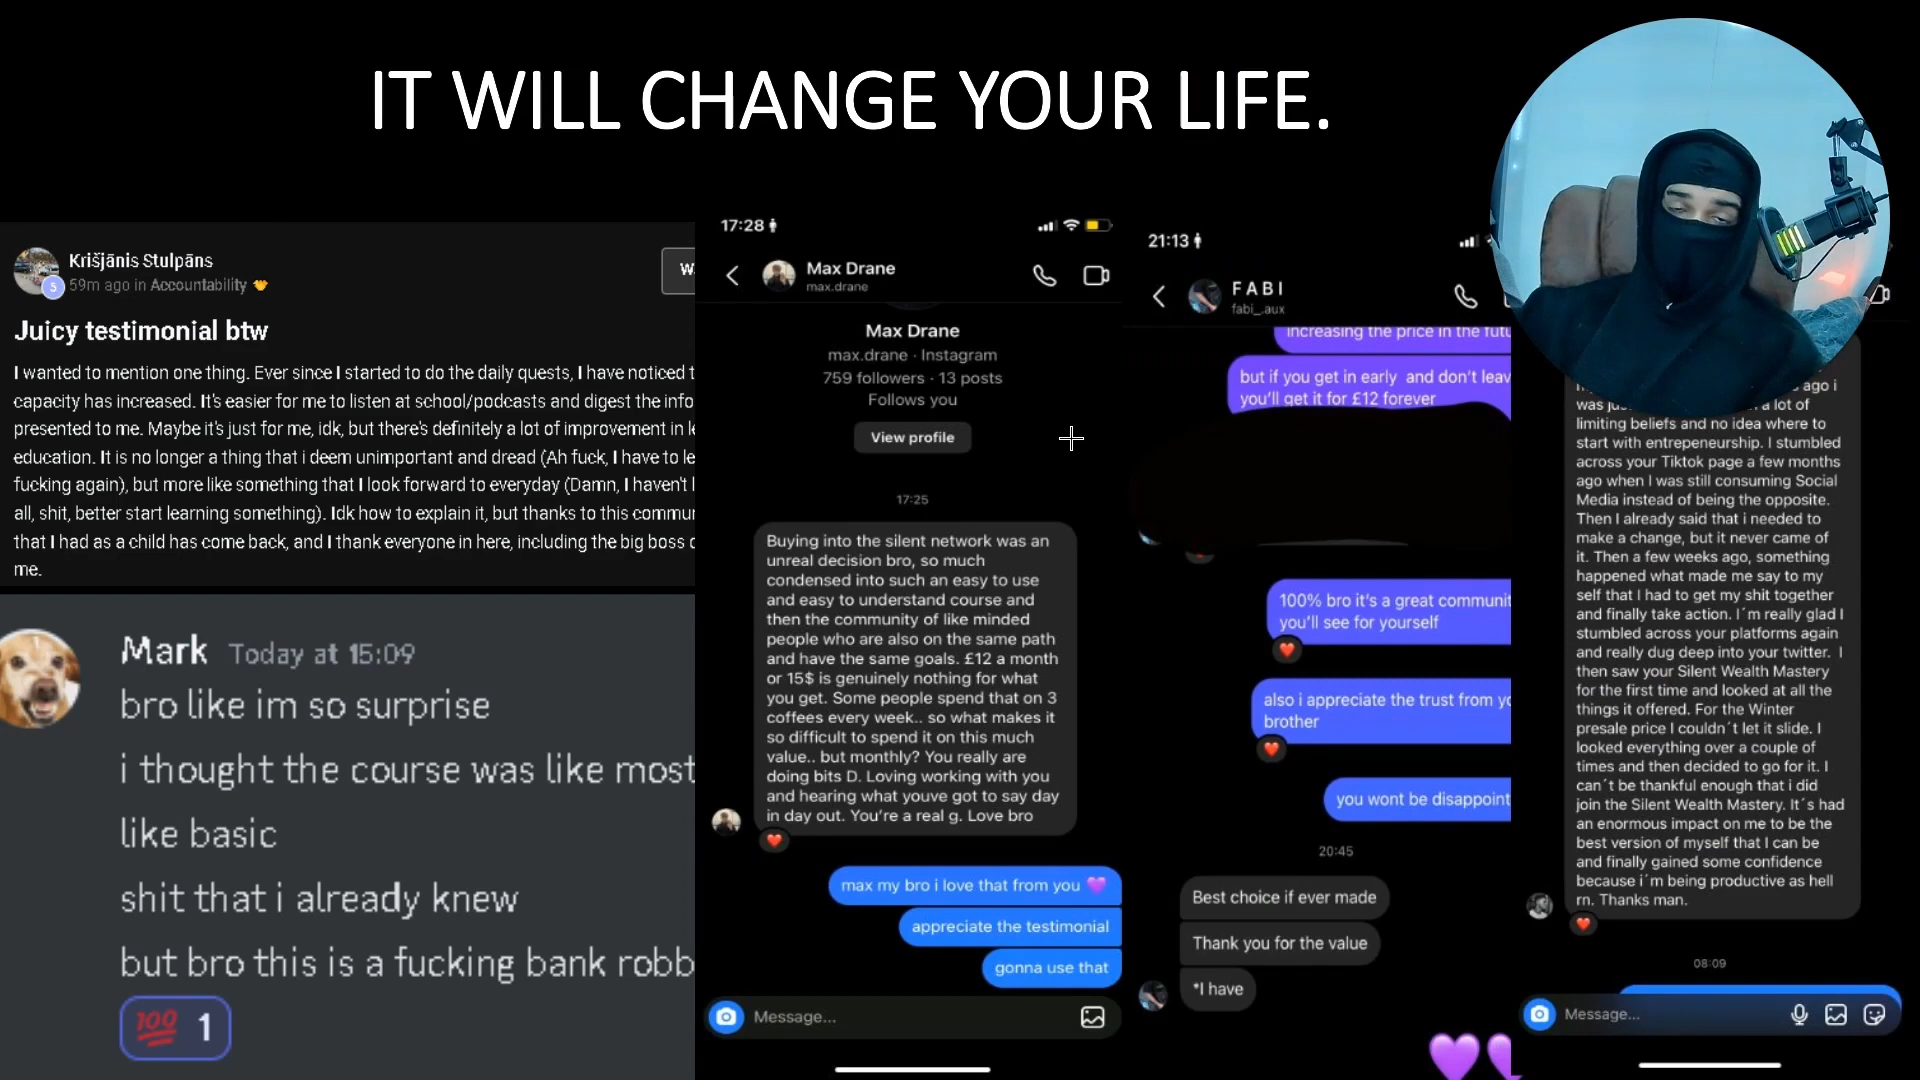 IT WILL CHANGE YOUR LIFE.
Krišjānis Stulpāns
59m ago in Accountability
Juicy testimonial btw
I wanted to mention one thing. Ever since I started to do the daily quests, I have noticed
capacity has increased. It's easier for me to listen at school/podcasts and digest the info
presented to me. Maybe it's just for me, idk, but there's definitely a lot of improvement in
education. It is no longer a thing that i deem unimportant and dread (Ah fuck, I have to
fucking again), but more like something that I look forward to everyday (Damn, I haven't
all, shit, better start learning something). Idk how to explain it, but thanks to this
that I had as a child has come back, and I thank everyone in here, including the big boss
me.
5
Mark Today at 15:09
bro like im so surprise
i thought the course was like most
like basic
shit that i already knew
but bro this is a fucking bank robb
100 1
17:28
Max Drane
max.drane
Max Drane
max.drane · Instagram
759 followers · 13 posts
Follows you
View profile
17:25
Buying into the silent network was an
unreal decision bro, so much
condensed into such an easy to use
and easy to understand course and
then the community of like minded
people who are also on the same path
and have the same goals. £12 a month
or 15$ is genuinely nothing for what
you get. Some people spend that on 3
coffees every week.. so what makes it
so difficult to spend it on this much
value.. but monthly? You really are
doing bits D. Loving working with you
and hearing what youve got to say day
in day out. You're a real g. Love bro
max my bro i love that from you
appreciate the testimonial
gonna use that
Message...
21:13
F A B I
fabi_.aux
increasing the price in the
but if you get in early and don't
you'll get it for £12 forever
100% bro it's a great
you'll see for yourself
also i appreciate the trust from
brother
you wont be
20:45
Best choice if ever made
Thank you for the value
*I have
ago i
a lot of
limiting beliefs and no idea where to
start with entrepeneurship. I stumbled
across your Tiktok page a few months
ago when I was still consuming Social
Media instead of being the opposite.
Then I already said that i needed to
make a change, but it never came of
it. Then a few weeks ago, something
happened what made me say to my
self that I had to get my shit together
and finally take action. I´m really glad I
stumbled across your platforms again
and really dug deep into your twitter. I
then saw your Silent Wealth Mastery
for the first time and looked at all the
things it offered. For the Winter
presale price I couldn´t let it slide. I
looked everything over a couple of
times and then decided to go for it. I
can´t be thankful enough that i did
join the Silent Wealth Mastery. It´s had
an enormous impact on me to be the
best version of myself that I can be
and finally gained some confidence
because i´m being productive as hell
rn. Thanks man.
08:09
Message...